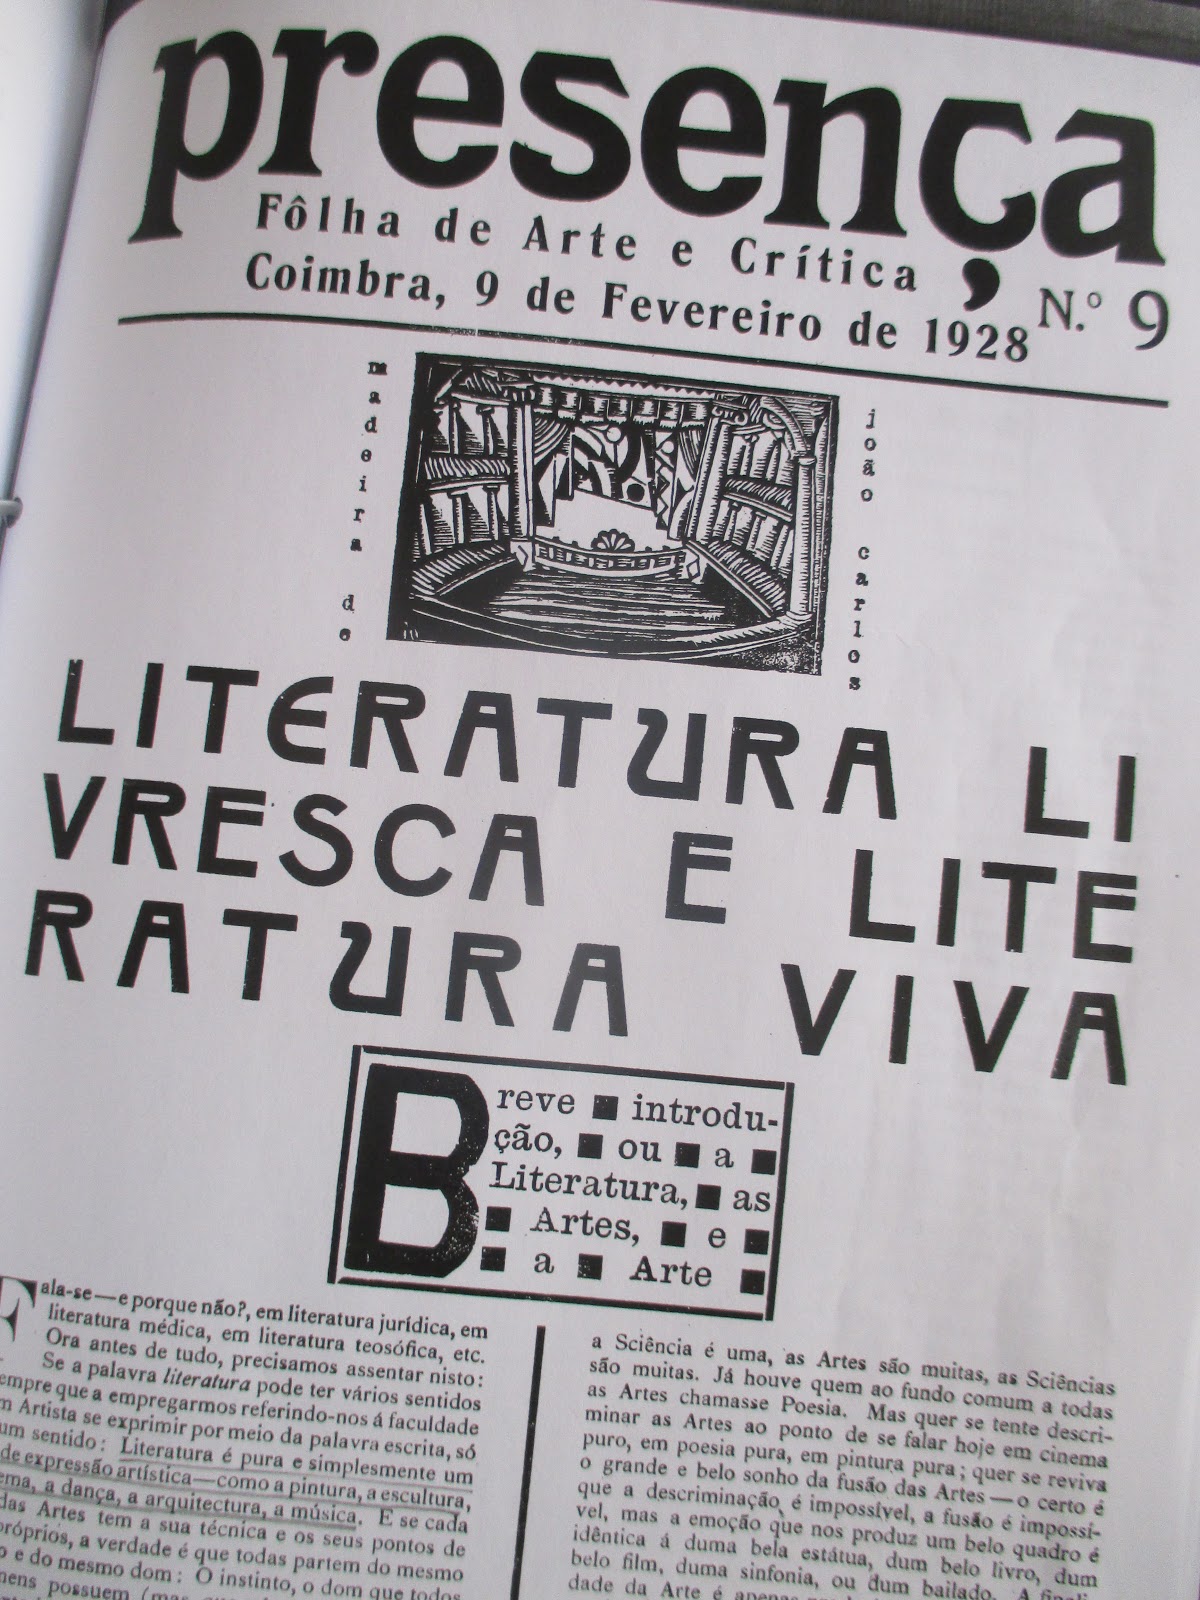 presença
Fôlha de Arte e Crítica
Coimbra, 9 de Fevereiro de 1928
N.º 9
madeira de
joão carlos
LITERATURA LI
VRESCA E LITE
RATURA VIVA
Breve ■ introdu-
ção, ■ ou ■ a ■
Literatura, ■ as
■ Artes, ■ e ■
■ a ■ Arte ■
Fala-se—e porque não?, em literatura jurídica, em
literatura médica, em literatura teosófica, etc.
Ora antes de tudo, precisamos assentar nisto:
Se a palavra literatura pode ter vários sentidos
empre que a empregarmos referindo-nos á faculdade
m Artista se exprimir por meio da palavra escrita, só
um sentido: Literatura é pura e simplesmente um
de expressão artística—como a pintura, a escultura,
ema, a dança, a arquitectura, a música. E se cada
das Artes tem a sua técnica e os seus pontos de
próprios, a verdade é que todas partem do mesmo
o e do mesmo dom: O instinto, o dom que todos
mens possuem (mas
a Sciência é uma, as Artes são muitas, as Sciências
são muitas. Já houve quem ao fundo comum a todas
as Artes chamasse Poesia. Mas quer se tente descri-
minar as Artes ao ponto de se falar hoje em cinema
puro, em poesia pura, em pintura pura; quer se reviva
o grande e belo sonho da fusão das Artes—o certo é
que a descriminação é impossível, a fusão é impossí-
vel, mas a emoção que nos produz um belo quadro é
idêntica á duma bela estátua, dum belo livro, dum
belo film, duma sinfonia, ou dum bailado. A
dade da Arte é apenas